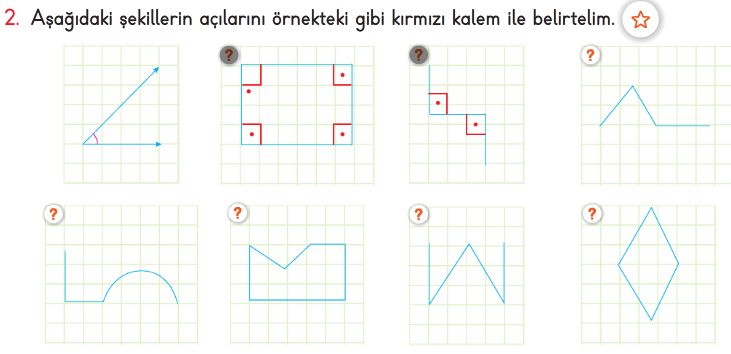 2. Aşağıdaki şekillerin açılarını örnekteki gibi kırmızı kalem ile belirtelim.
? ? ?
? ? ? ?